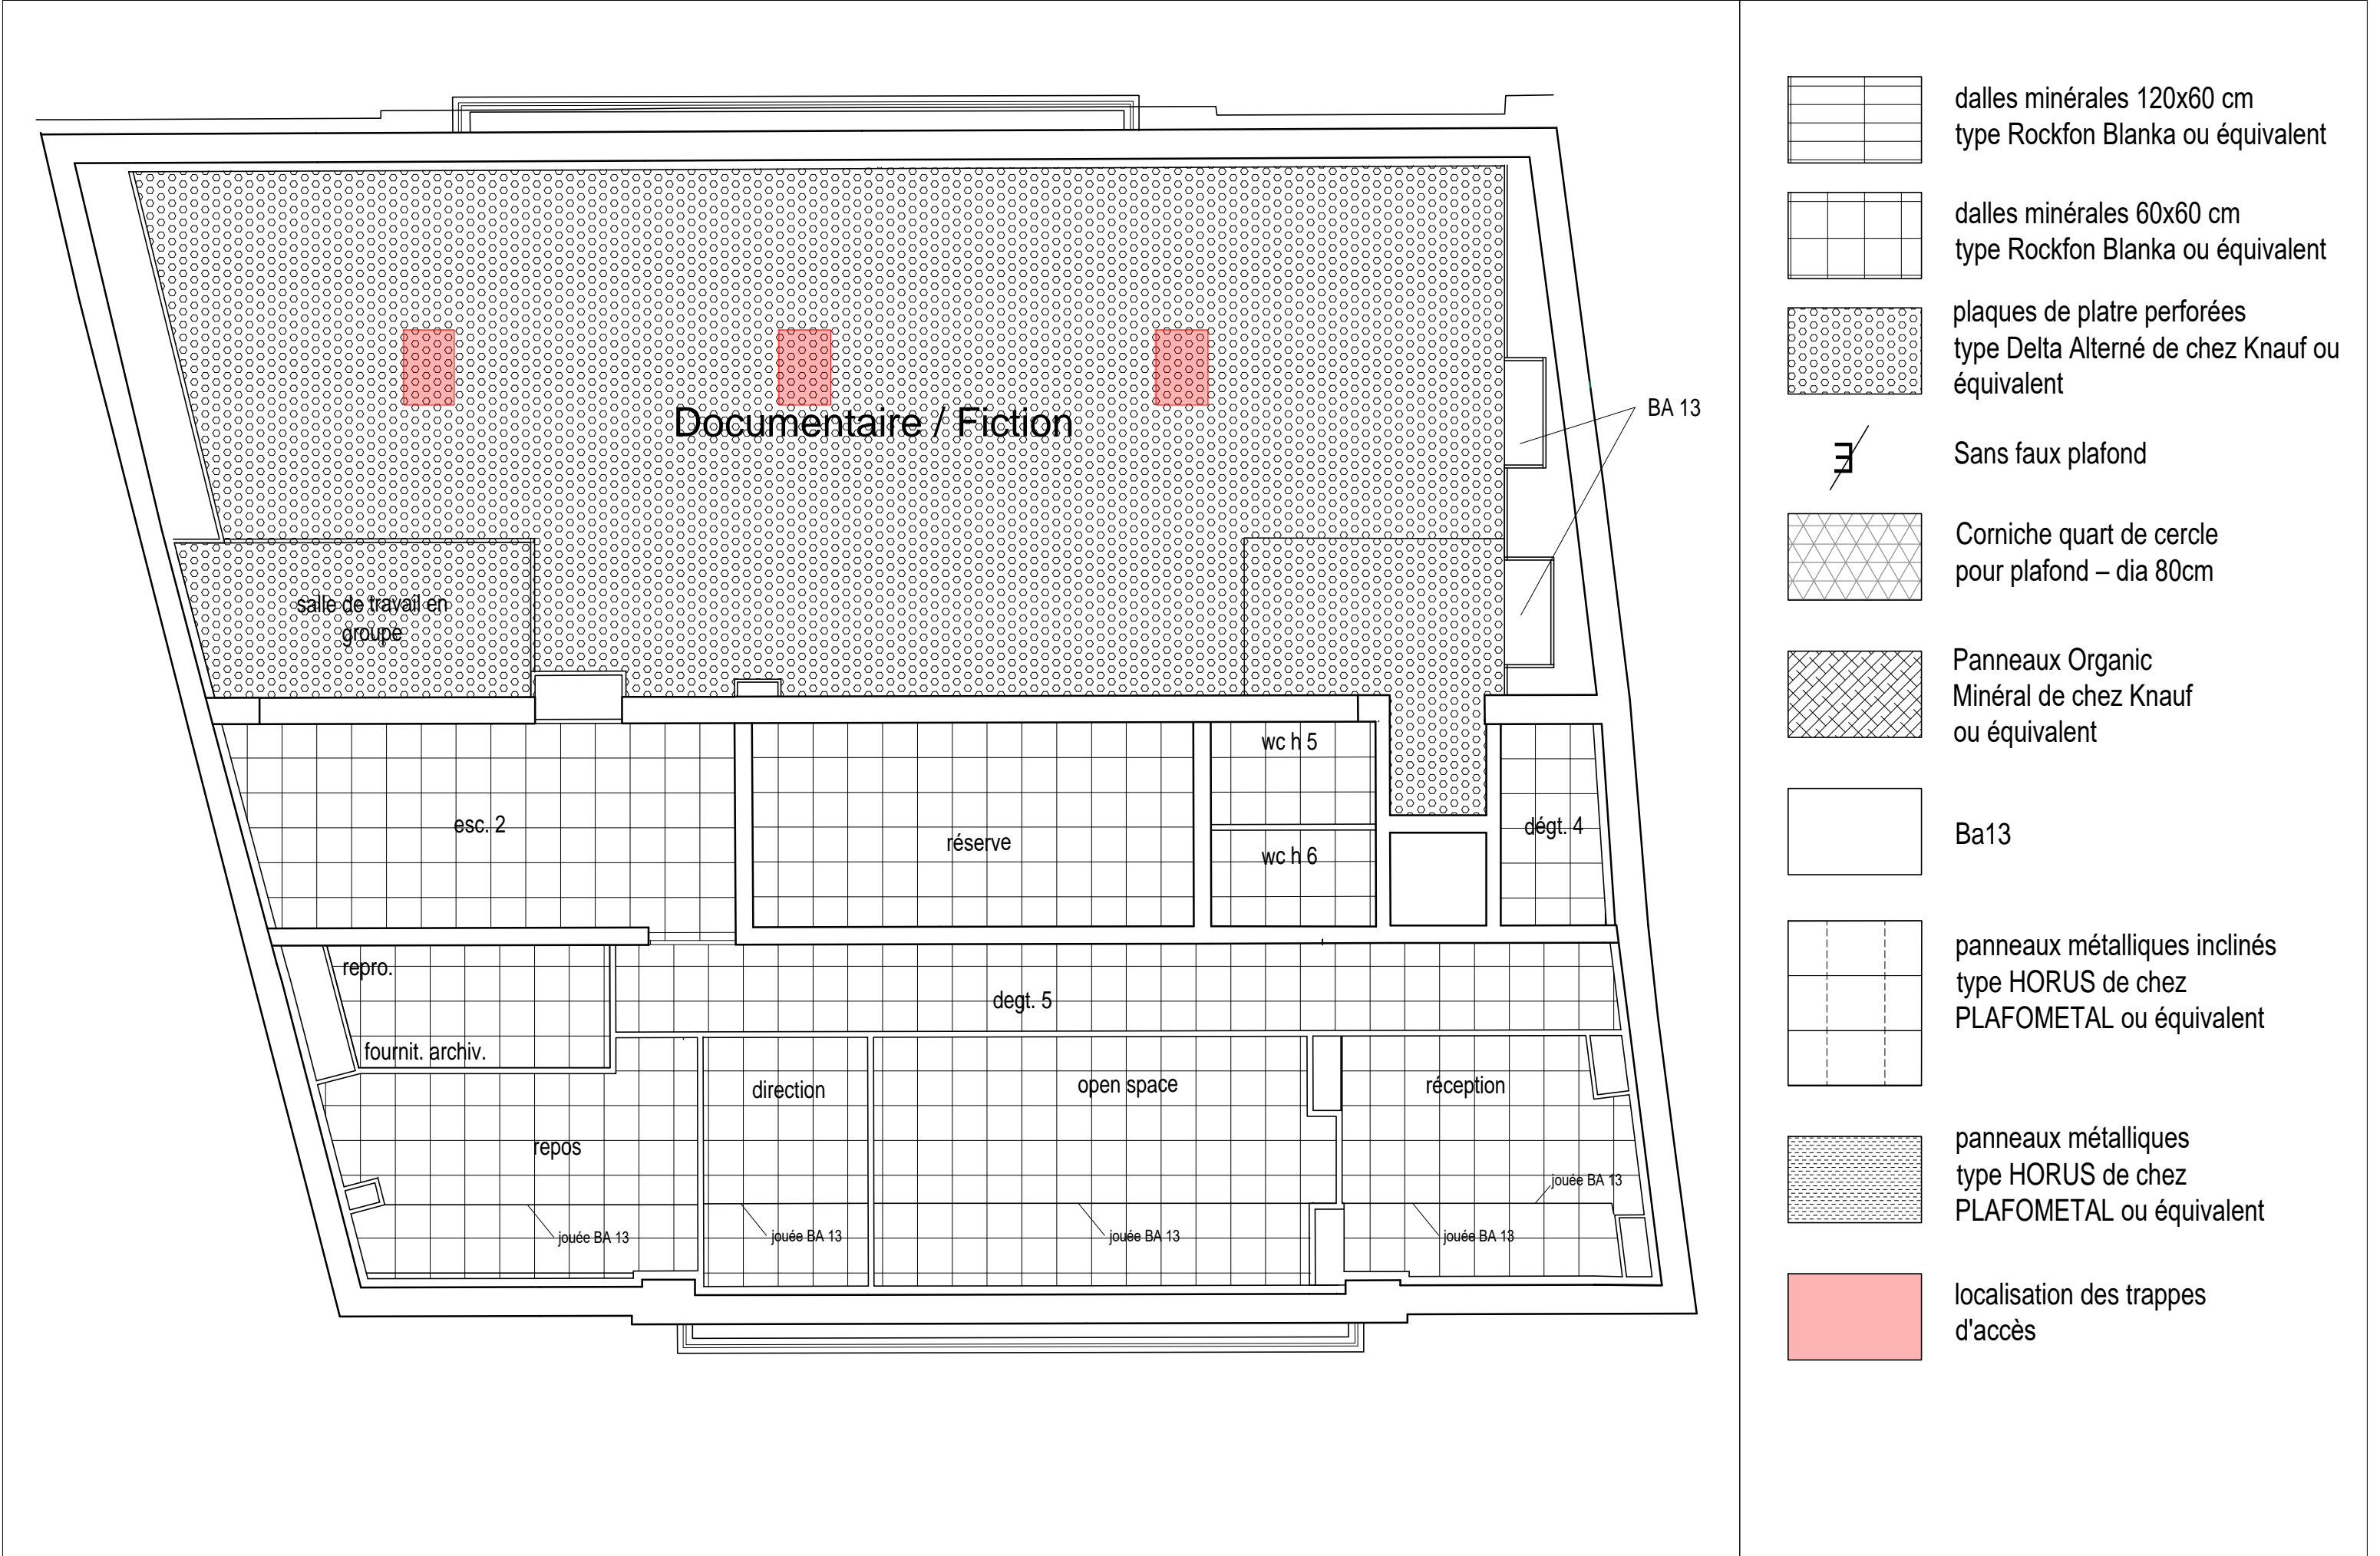 Documentaire / Fiction
BA 13
salle de travail en
groupe
esc. 2
réserve
wc h 5
wc h 6
dégt. 4
repro.
fournit. archiv.
degt. 5
repos
direction
open space
réception
jouée BA 13
jouée BA 13
jouée BA 13
jouée BA 13
jouée BA 13
dalles minérales 120x60 cm
type Rockfon Blanka ou équivalent
dalles minérales 60x60 cm
type Rockfon Blanka ou équivalent
plaques de platre perforées
type Delta Alterné de chez Knauf ou
équivalent
Sans faux plafond
Corniche quart de cercle
pour plafond – dia 80cm
Panneaux Organic
Minéral de chez Knauf
ou équivalent
Ba13
panneaux métalliques inclinés
type HORUS de chez
PLAFOMETAL ou équivalent
panneaux métalliques
type HORUS de chez
PLAFOMETAL ou équivalent
localisation des trappes
d'accès